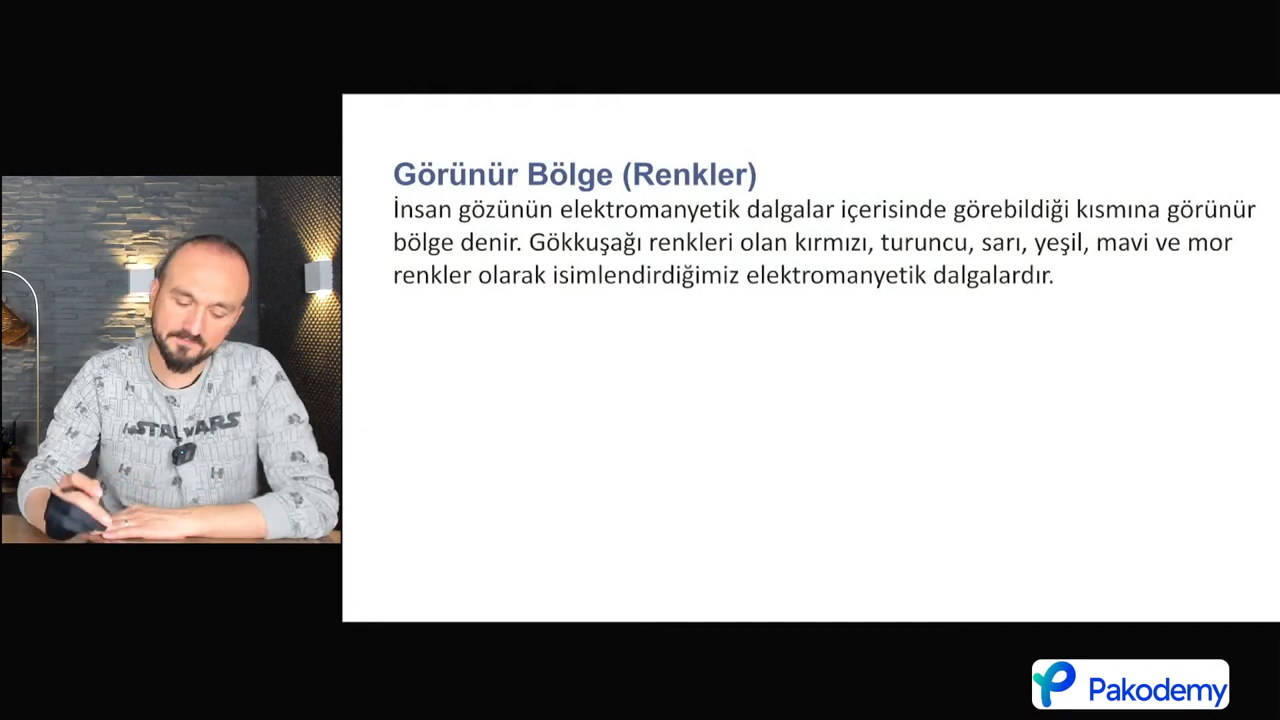 Görünür Bölge (Renkler)
İnsan gözünün elektromanyetik dalgalar içerisinde görebildiği kısmına görünür
bölge denir. Gökkuşağı renkleri olan kırmızı, turuncu, sarı, yeşil, mavi ve mor
renkler olarak isimlendirdiğimiz elektromanyetik dalgalardır.
STAR WARS
Pakodemy